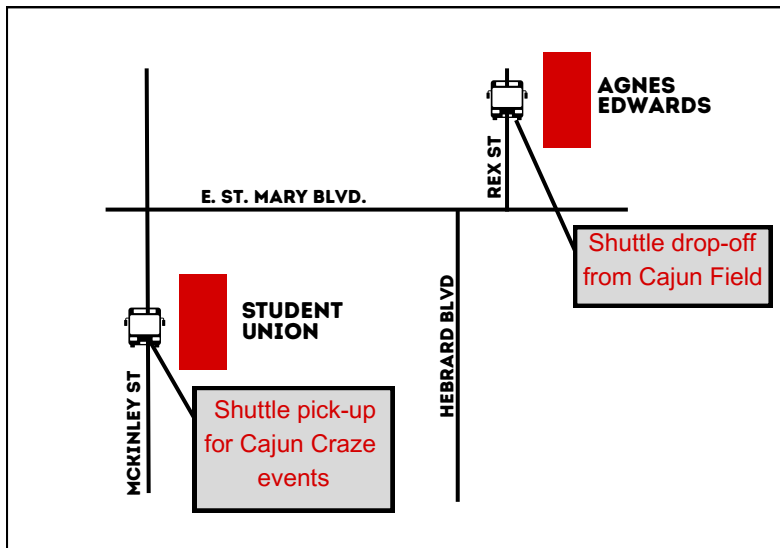 AGNES
EDWARDS
REX ST
E. ST. MARY BLVD.
Shuttle drop-off
from Cajun Field
HEBRARD BLVD
STUDENT
UNION
MCKINLEY ST
Shuttle pick-up
for Cajun Craze
events